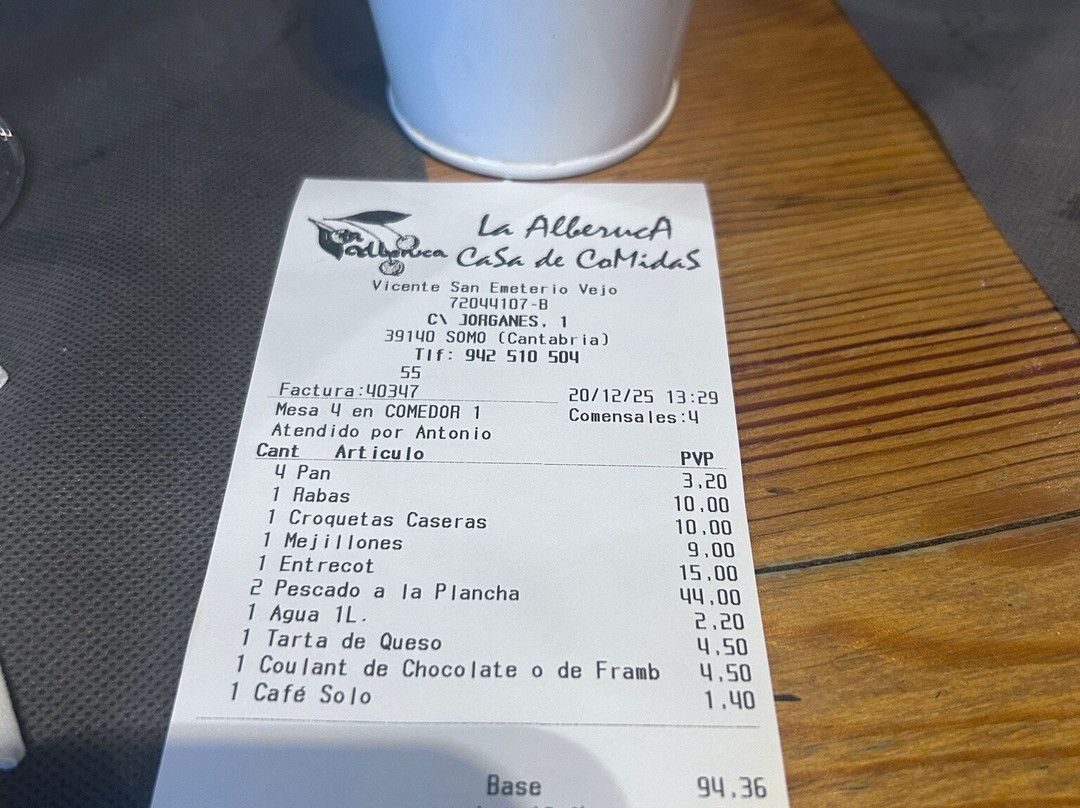 La AlberucA
la alberuca
CaSa de CoMidaS
Vicente San Emeterio Vejo
72044107-B
C\ JORGANES, 1
39140 SOMO (Cantabria)
Tlf: 942 510 504
55
Factura:40347 20/12/25 13:29
Mesa 4 en COMEDOR 1 Comensales:4
Atendido por Antonio
Cant Articulo PVP
4 Pan 3,20
1 Rabas 10,00
1 Croquetas Caseras 10,00
1 Mejillones 9,00
1 Entrecot 15,00
2 Pescado a la Plancha 44,00
1 Agua 1L. 2,20
1 Tarta de Queso 4,50
1 Coulant de Chocolate o de Framb 4,50
1 Café Solo 1,40
Base 94,36